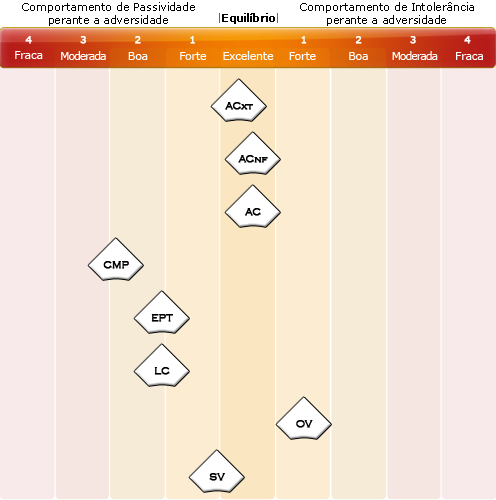 Comportamento de Passividade
perante a adversidade
|Equilíbrio|
Comportamento de Intolerância
perante a adversidade
4 3 2 1 1 2 3 4
Fraca Moderada Boa Forte Excelente Forte Boa Moderada Fraca
ACXT
ACNF
AC
CMP
EPT
LC
OV
SV